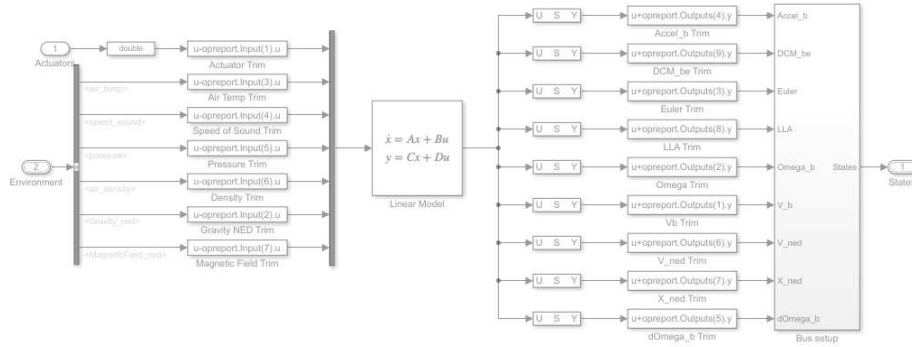 1
Actuators
double
u-opreport.Input(1).u
Actuator Trim
<air_temp>
u-opreport.Input(3).u
Air Temp Trim
<speed_sound>
u-opreport.Input(4).u
Speed of Sound Trim
<pressure>
u-opreport.Input(5).u
Pressure Trim
2
Environment
<air_density>
u-opreport.Input(6).u
Density Trim
<Gravity_ned>
u-opreport.Input(2).u
Gravity NED Trim
<MagneticField_ned>
u-opreport.Input(7).u
Magnetic Field Trim
ẋ = Ax + Bu
y = Cx + Du
Linear Model
U S Y
u+opreport.Outputs(4).y
Accel_b Trim
Accel_b
U S Y
u+opreport.Outputs(9).y
DCM_be Trim
DCM_be
U S Y
u+opreport.Outputs(3).y
Euler Trim
Euler
U S Y
u+opreport.Outputs(8).y
LLA Trim
LLA
U S Y
u+opreport.Outputs(2).y
Omega Trim
Omega_b
U S Y
u+opreport.Outputs(1).y
Vb Trim
V_b
U S Y
u+opreport.Outputs(6).y
V_ned Trim
V_ned
U S Y
u+opreport.Outputs(7).y
X_ned Trim
X_ned
U S Y
u+opreport.Outputs(5).y
dOmega_b Trim
dOmega_b
States
Bus setup
1
States